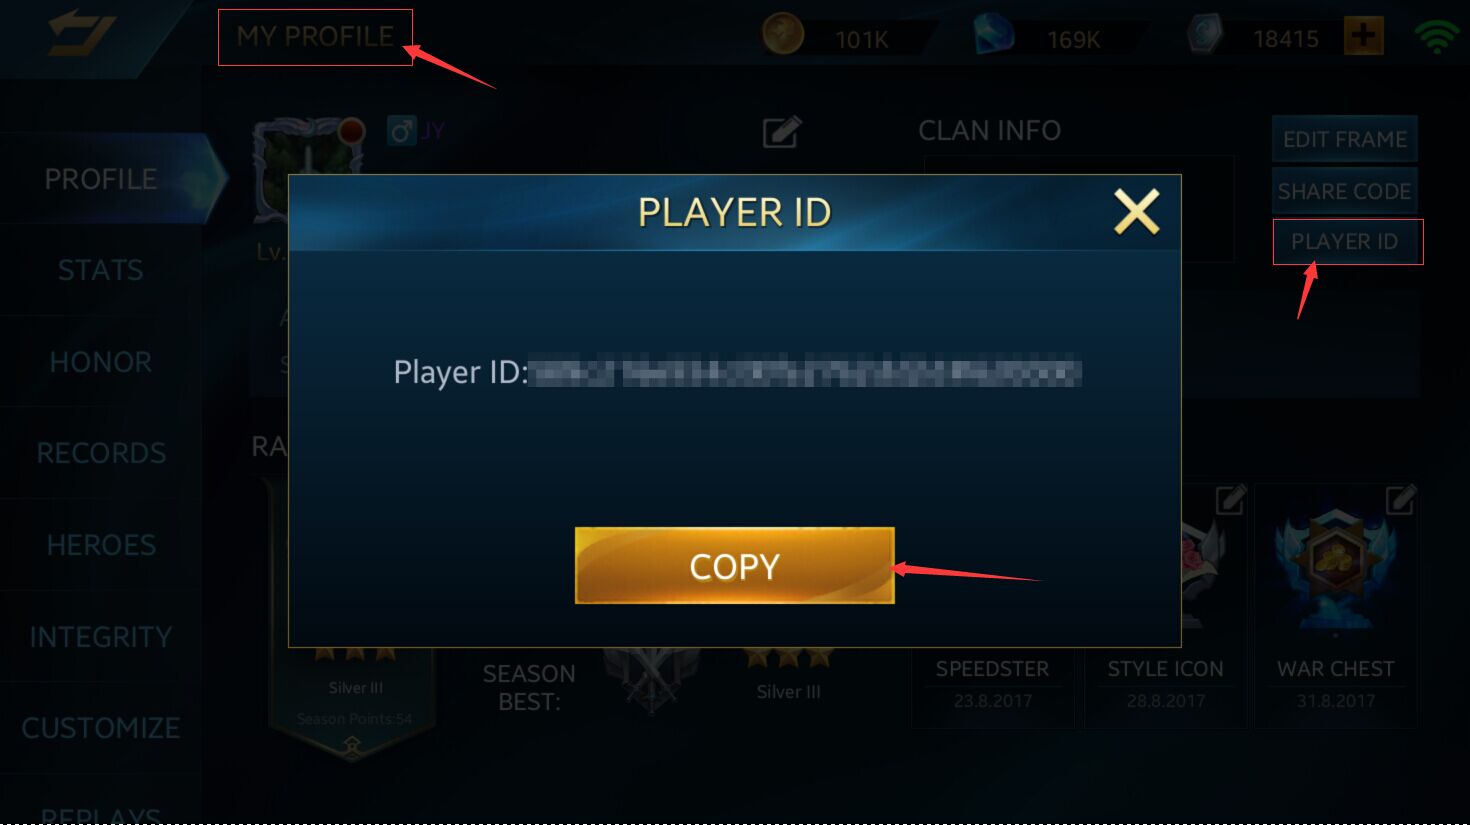 MY PROFILE
101K
169K
18415
PROFILE
STATS
HONOR
RECORDS
HEROES
INTEGRITY
CUSTOMIZE
REPLAYS
JY
Lv.
CLAN INFO
EDIT FRAME
SHARE CODE
PLAYER ID
PLAYER ID
Player ID:
COPY
RA
Silver III
Season Points:54
SEASON
BEST:
Silver III
SPEEDSTER
23.8.2017
STYLE ICON
28.8.2017
WAR CHEST
31.8.2017